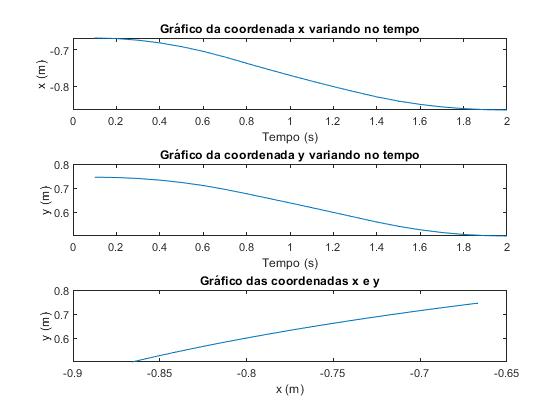 Gráfico da coordenada x variando no tempo
-0.7
-0.8
x (m)
0 0.2 0.4 0.6 0.8 1 1.2 1.4 1.6 1.8 2
Tempo (s)
Gráfico da coordenada y variando no tempo
0.8
0.7
0.6
y (m)
0 0.2 0.4 0.6 0.8 1 1.2 1.4 1.6 1.8 2
Tempo (s)
Gráfico das coordenadas x e y
0.8
0.7
0.6
y (m)
-0.9 -0.85 -0.8 -0.75 -0.7 -0.65
x (m)